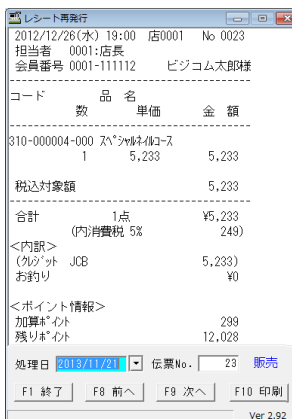 レシート再発行
2012/12/26(水) 19:00 店0001 No 0023
担当者 0001:店長
会員番号 0001-111112 ビジコム太郎様
コード 品 名
数 単価 金 額
310-000004-000 ｽﾍﾟｼｬﾙﾈｲﾙｺｰｽ
1 5,233 5,233
税込対象額 5,233
合計 1点 ¥5,233
(内消費税 5% 249)
<内訳>
(ｸﾚｼﾞｯﾄ JCB 5,233)
お釣り ¥0
<ポイント情報>
加算ﾎﾟｲﾝﾄ 299
残りﾎﾟｲﾝﾄ 12,028
処理日 2013/11/21 伝票No. 23 販売
F1 終了 F8 前へ F9 次へ F10 印刷
Ver 2.92